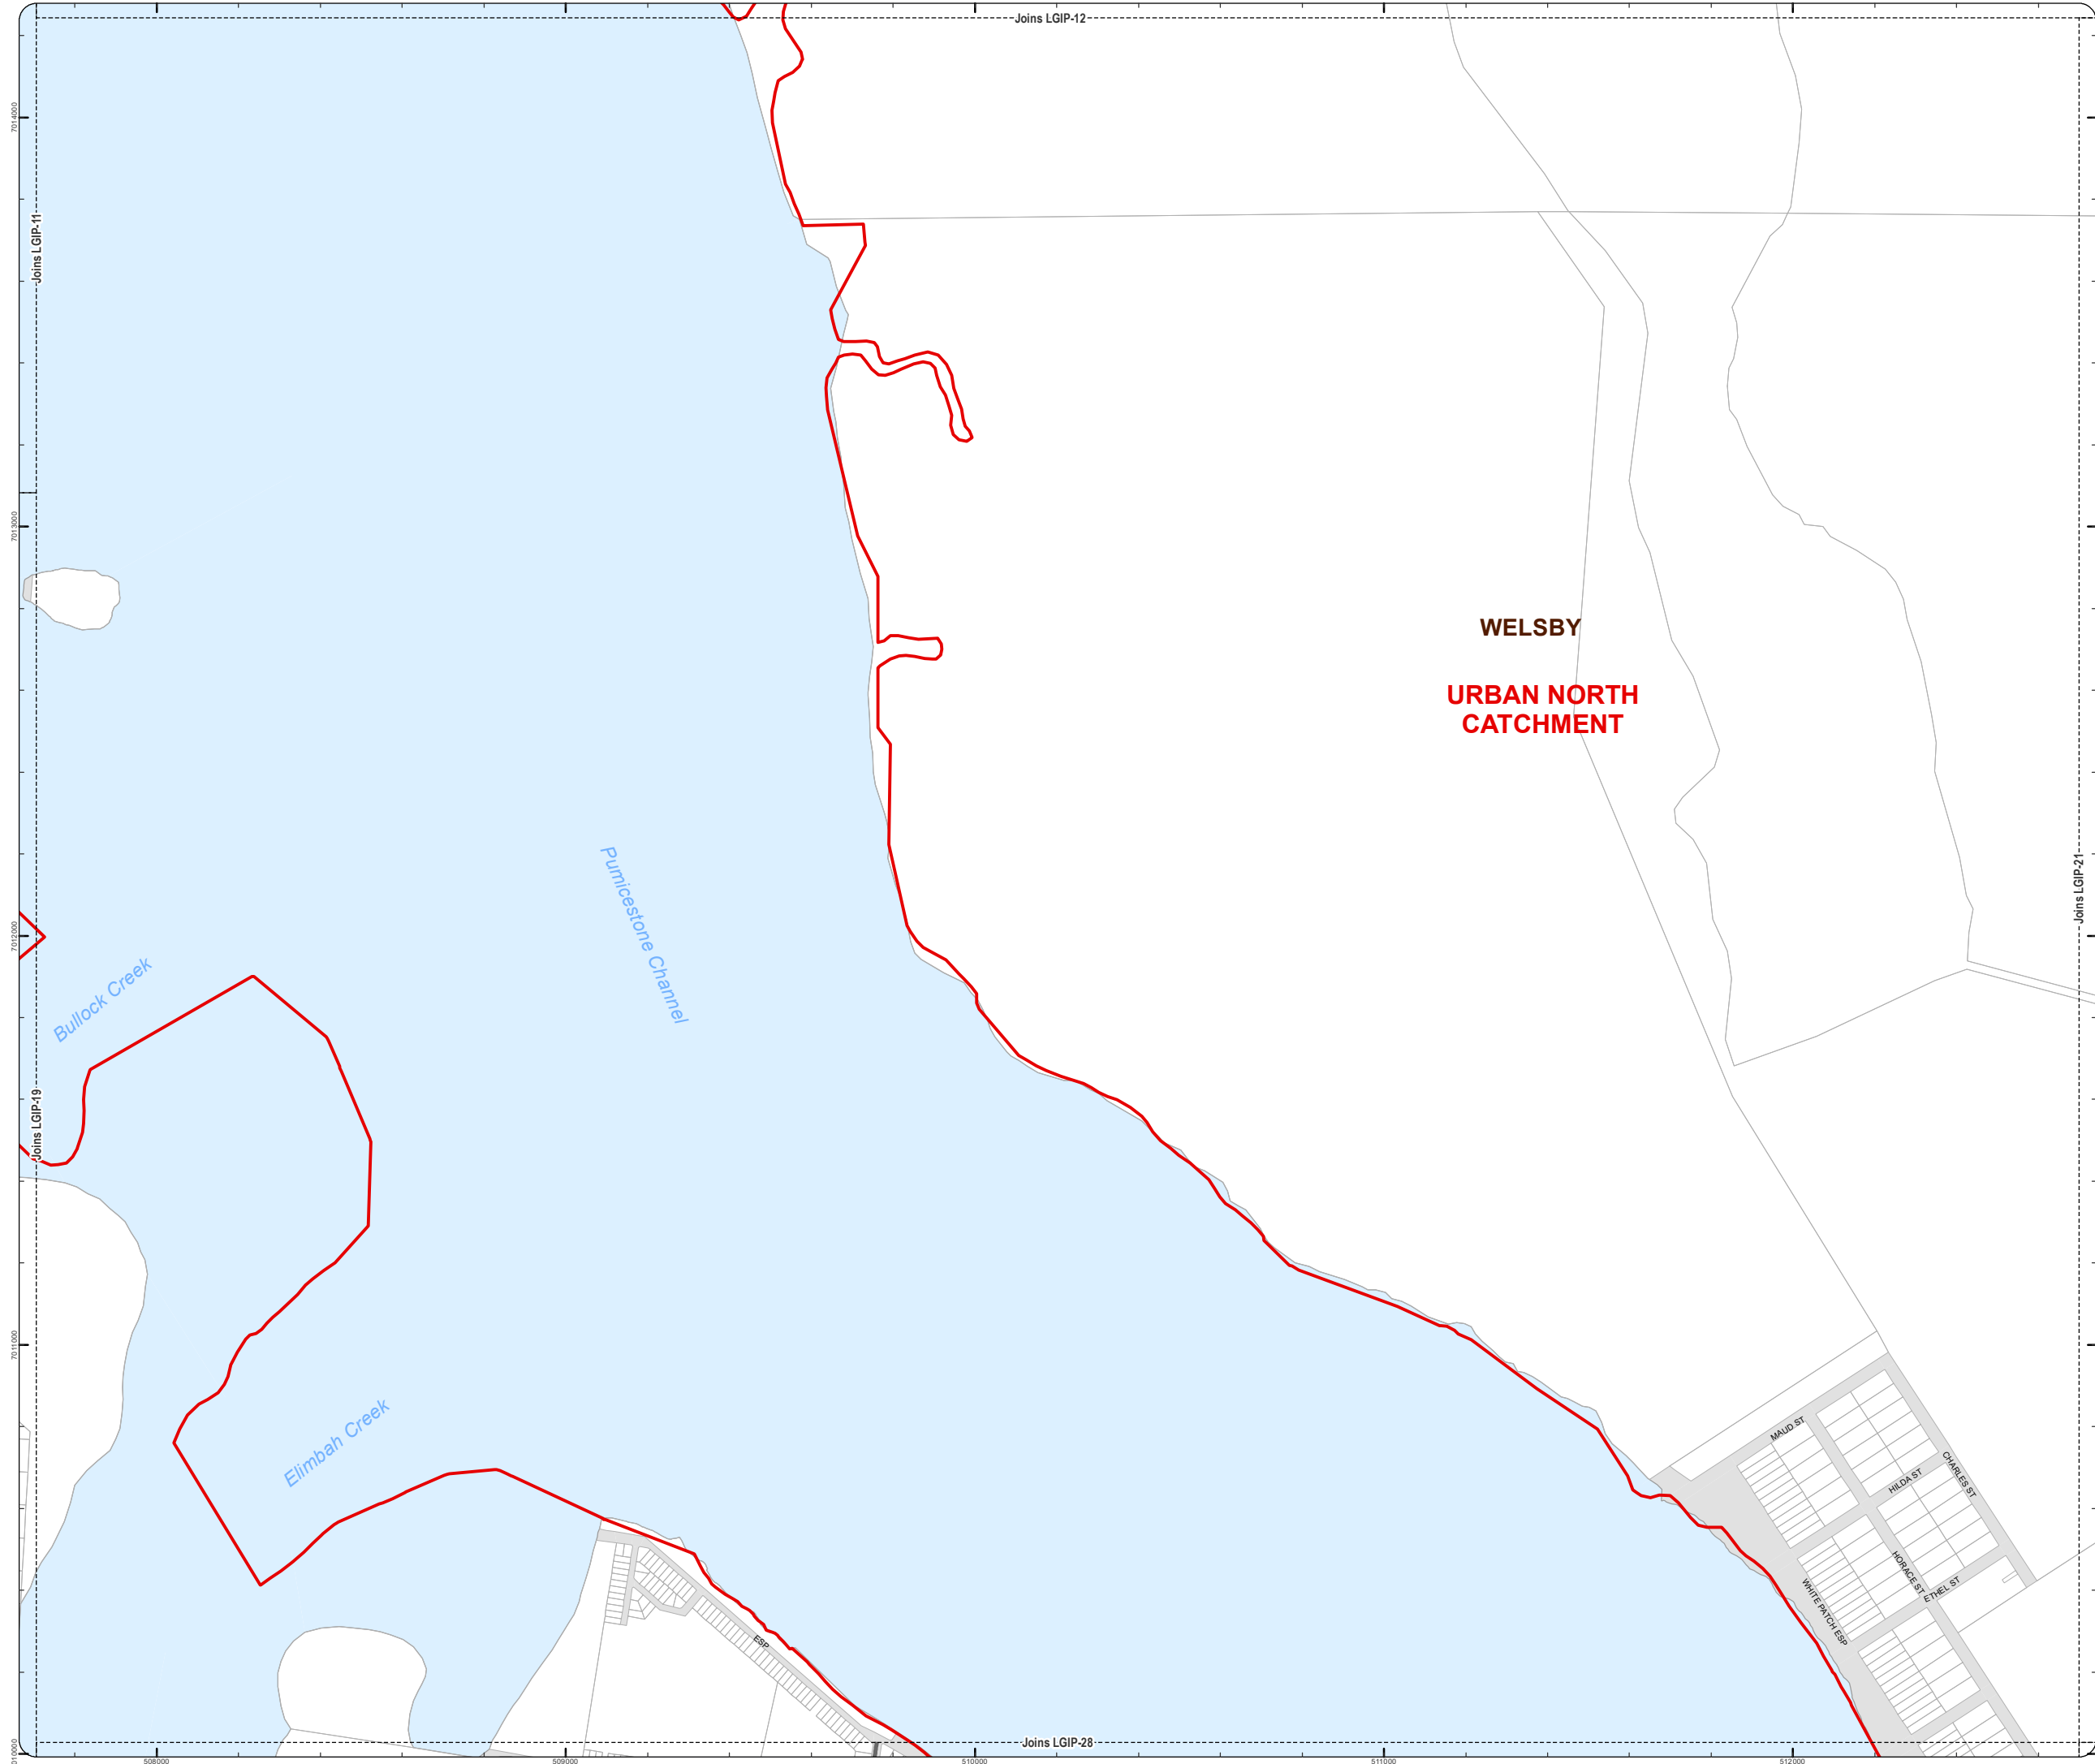 Joins LGIP-12
7014000
Joins LGIP-11
7013000
WELSBY
URBAN NORTH
CATCHMENT
Pumicestone Channel
Joins LGIP-21
7012000
Bullock Creek
Joins LGIP-19
7011000
Elimbah Creek
MAUD ST
HILDA ST
CHARLES ST
HORACE ST
ETHEL ST
WHITE PATCH ESP
ESP
Joins LGIP-28
508000
509000
510000
511000
512000